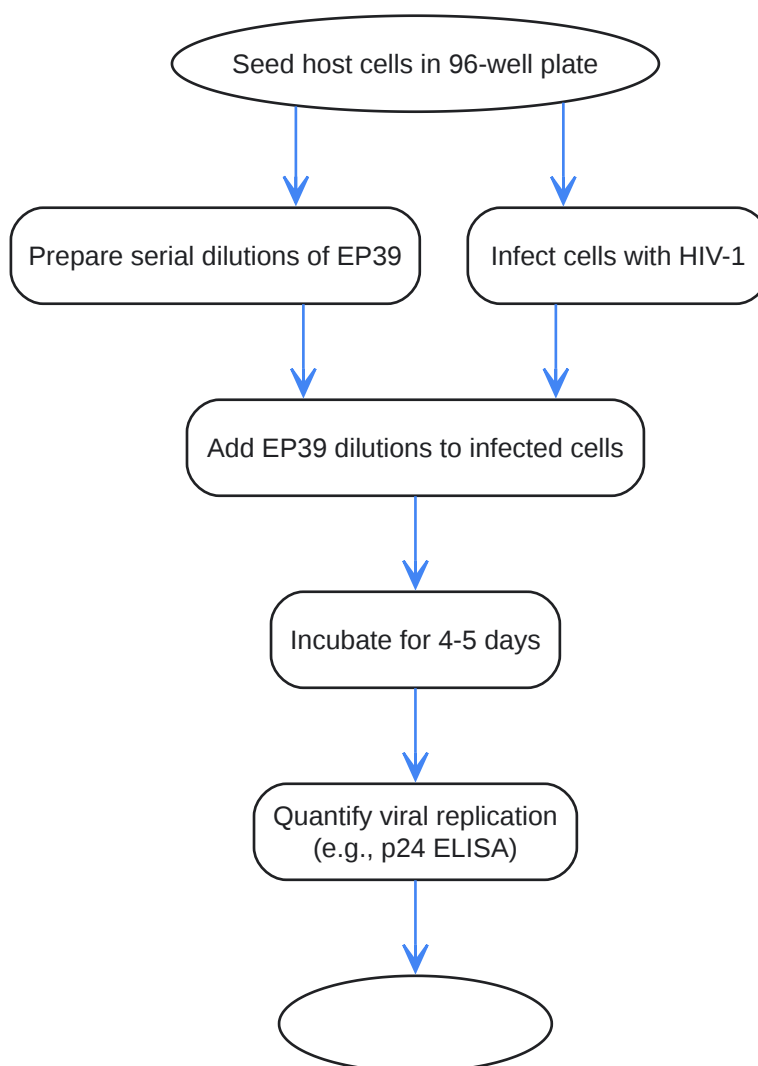 Seed host cells in 96-well plate
Prepare serial dilutions of EP39
Infect cells with HIV-1
Add EP39 dilutions to infected cells
Incubate for 4-5 days
Quantify viral replication
(e.g., p24 ELISA)